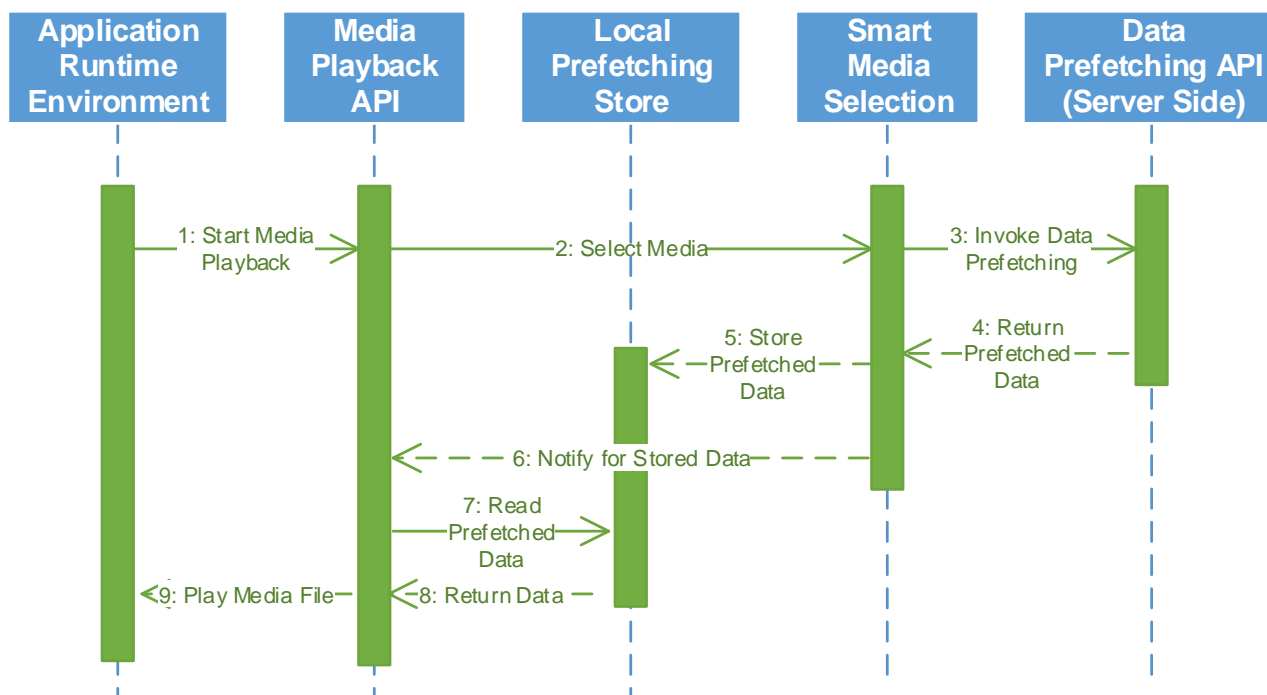 Application
Runtime
Environment
Media
Playback
API
Local
Prefetching
Store
Smart
Media
Selection
Data
Prefetching API
(Server Side)
1: Start Media
Playback
2: Select Media
3: Invoke Data
Prefetching
4: Return
Prefetched
Data
5: Store
Prefetched
Data
6: Notify for Stored Data
7: Read
Prefetched
Data
8: Return Data
9: Play Media File